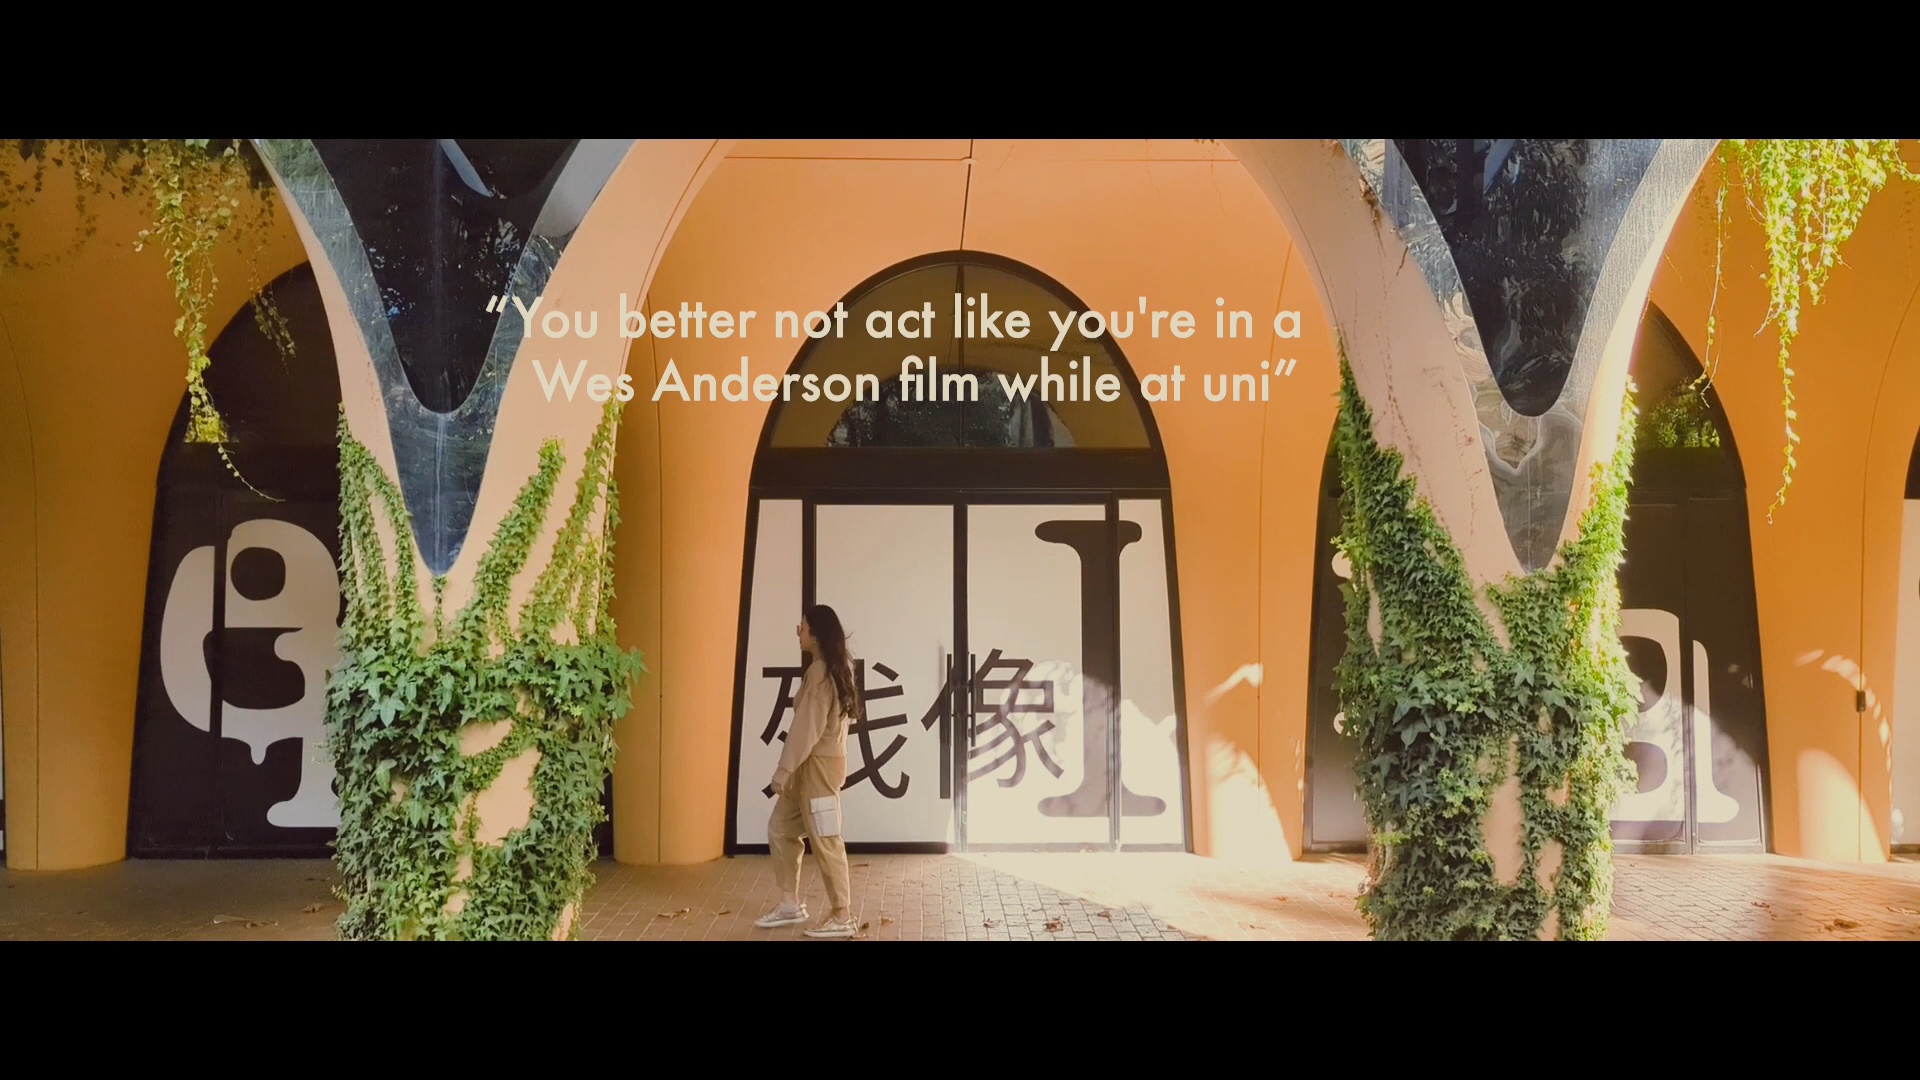 “You better not act like you're in a
Wes Anderson film while at uni”
残像
I
a